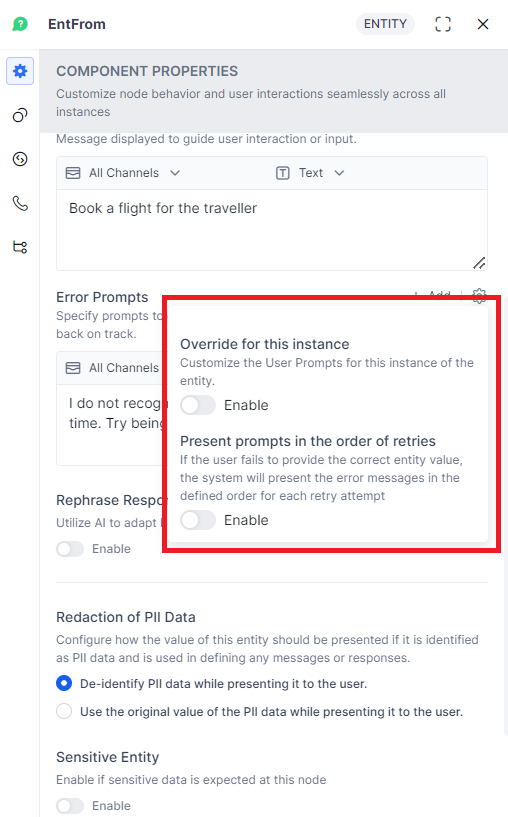 EntFrom
ENTITY
COMPONENT PROPERTIES
Customize node behavior and user interactions seamlessly across all
instances
Message displayed to guide user interaction or input.
All Channels
Text
Book a flight for the traveller
Error Prompts
Add
Specify prompts to
back on track.
All Channels
I do not recog
time. Try being
Override for this instance
Customize the User Prompts for this instance of the
entity.
Enable
Present prompts in the order of retries
If the user fails to provide the correct entity value,
the system will present the error messages in the
defined order for each retry attempt
Enable
Rephrase Respo
Utilize AI to adapt
Enable
Redaction of PII Data
Configure how the value of this entity should be presented if it is identified
as PII data and is used in defining any messages or responses.
De-identify PII data while presenting it to the user.
Use the original value of the PII data while presenting it to the user.
Sensitive Entity
Enable if sensitive data is expected at this node
Enable